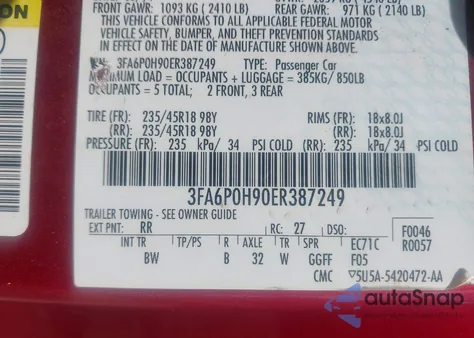 ON
FRONT GAWR: 1093 KG ( 2410 LB) 971 KG ( 2140 LB)
THIS VEHICLE CONFORMS TO ALL APPLICABLE FEDERAL MOTOR
VEHICLE SAFETY, BUMPER, AND THEFT PREVENTION STANDARDS
IN EFFECT ON THE DATE OF MANUFACTURE SHOWN ABOVE.
3FA6P0H90ER387249 TYPE: Passenger Car
MAXIMUM LOAD = OCCUPANTS + LUGGAGE = 385KG/ 850LB
OCCUPANTS = 5 TOTAL; 2 FRONT, 3 REAR
TIRE (FR): 235/45R18 98Y RIMS (FR): 18x8.0J
(RR): 235/45R18 98Y (RR): 18x8.0J
PRESSURE (FR): 235 kPa/ 34 PSI COLD (RR): 235 kPa/ 34 PSI COLD
3FA6P0H90ER387249
TRAILER TOWING - SEE OWNER GUIDE
EXT PNT: RR RC: 27 DSO: F0046
INT TR TP/PS R AXLE TR SPR EC71C R0057
BW B 32 W GGFF F05
CMC 5U5A-5420472-AA
autoSnap